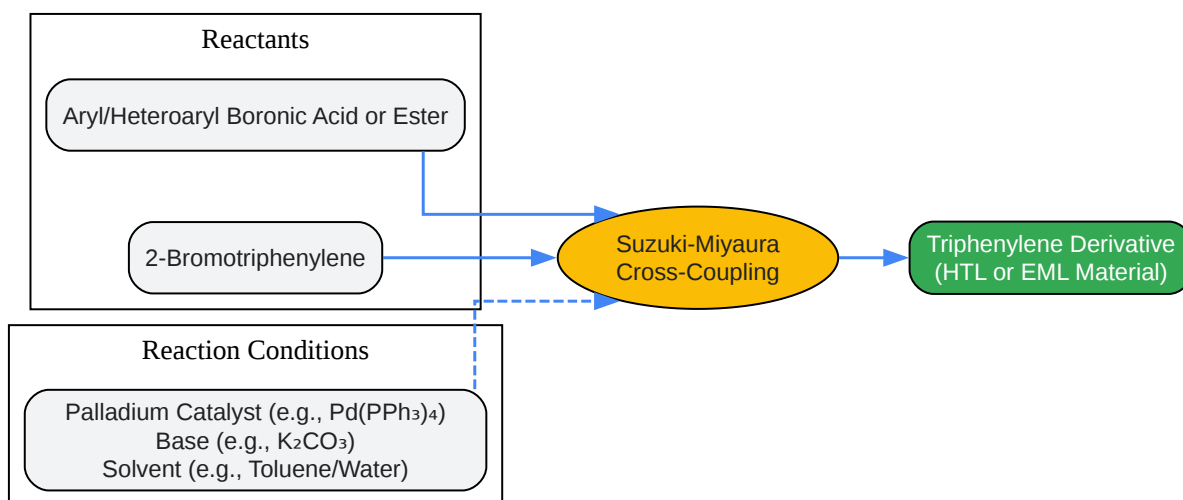 Reactants
Aryl/Heteroaryl Boronic Acid or Ester
2-Bromotriphenylene
Suzuki-Miyaura
Cross-Coupling
Triphenylene Derivative
(HTL or EML Material)
Reaction Conditions
Palladium Catalyst (e.g., Pd(PPh₃)₄)
Base (e.g., K₂CO₃)
Solvent (e.g., Toluene/Water)